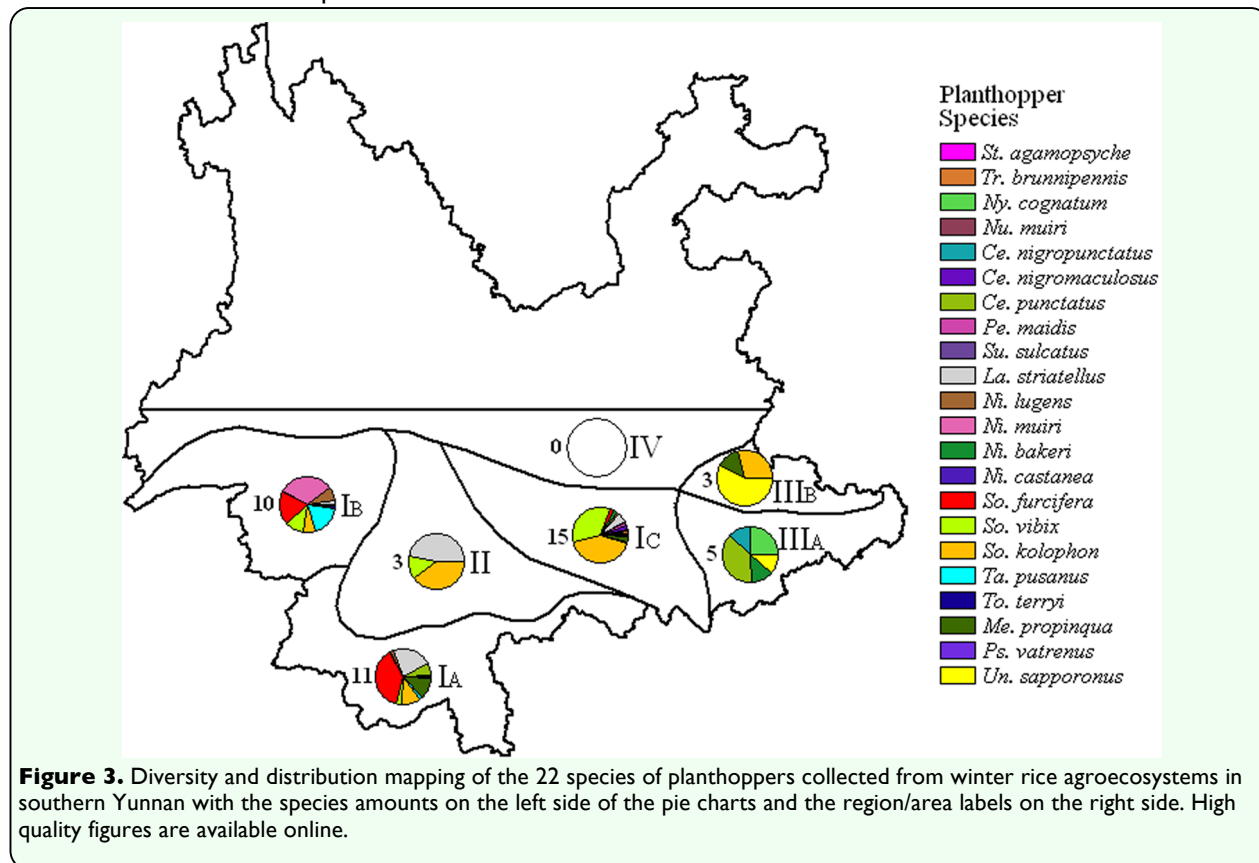 Planthopper
Species
St. agamopsyche
Tr. brunnipennis
Ny. cognatum
Nu. muiri
Ce. nigropunctatus
Ce. nigromaculosus
Ce. punctatus
Pe. maidis
Su. sulcatus
La. striatellus
Ni. lugens
Ni. muiri
Ni. bakeri
Ni. castanea
So. furcifera
So. vibix
So. kolophon
Ta. pusanus
To. terryi
Me. propinqua
Ps. vatrenus
Un. sapporonus
0 IV
3 IIIB
10 IB
15 IC
5 IIIA
3 II
11 IA
Figure 3. Diversity and distribution mapping of the 22 species of planthoppers collected from winter rice agroecosystems in
southern Yunnan with the species amounts on the left side of the pie charts and the region/area labels on the right side. High
quality figures are available online.